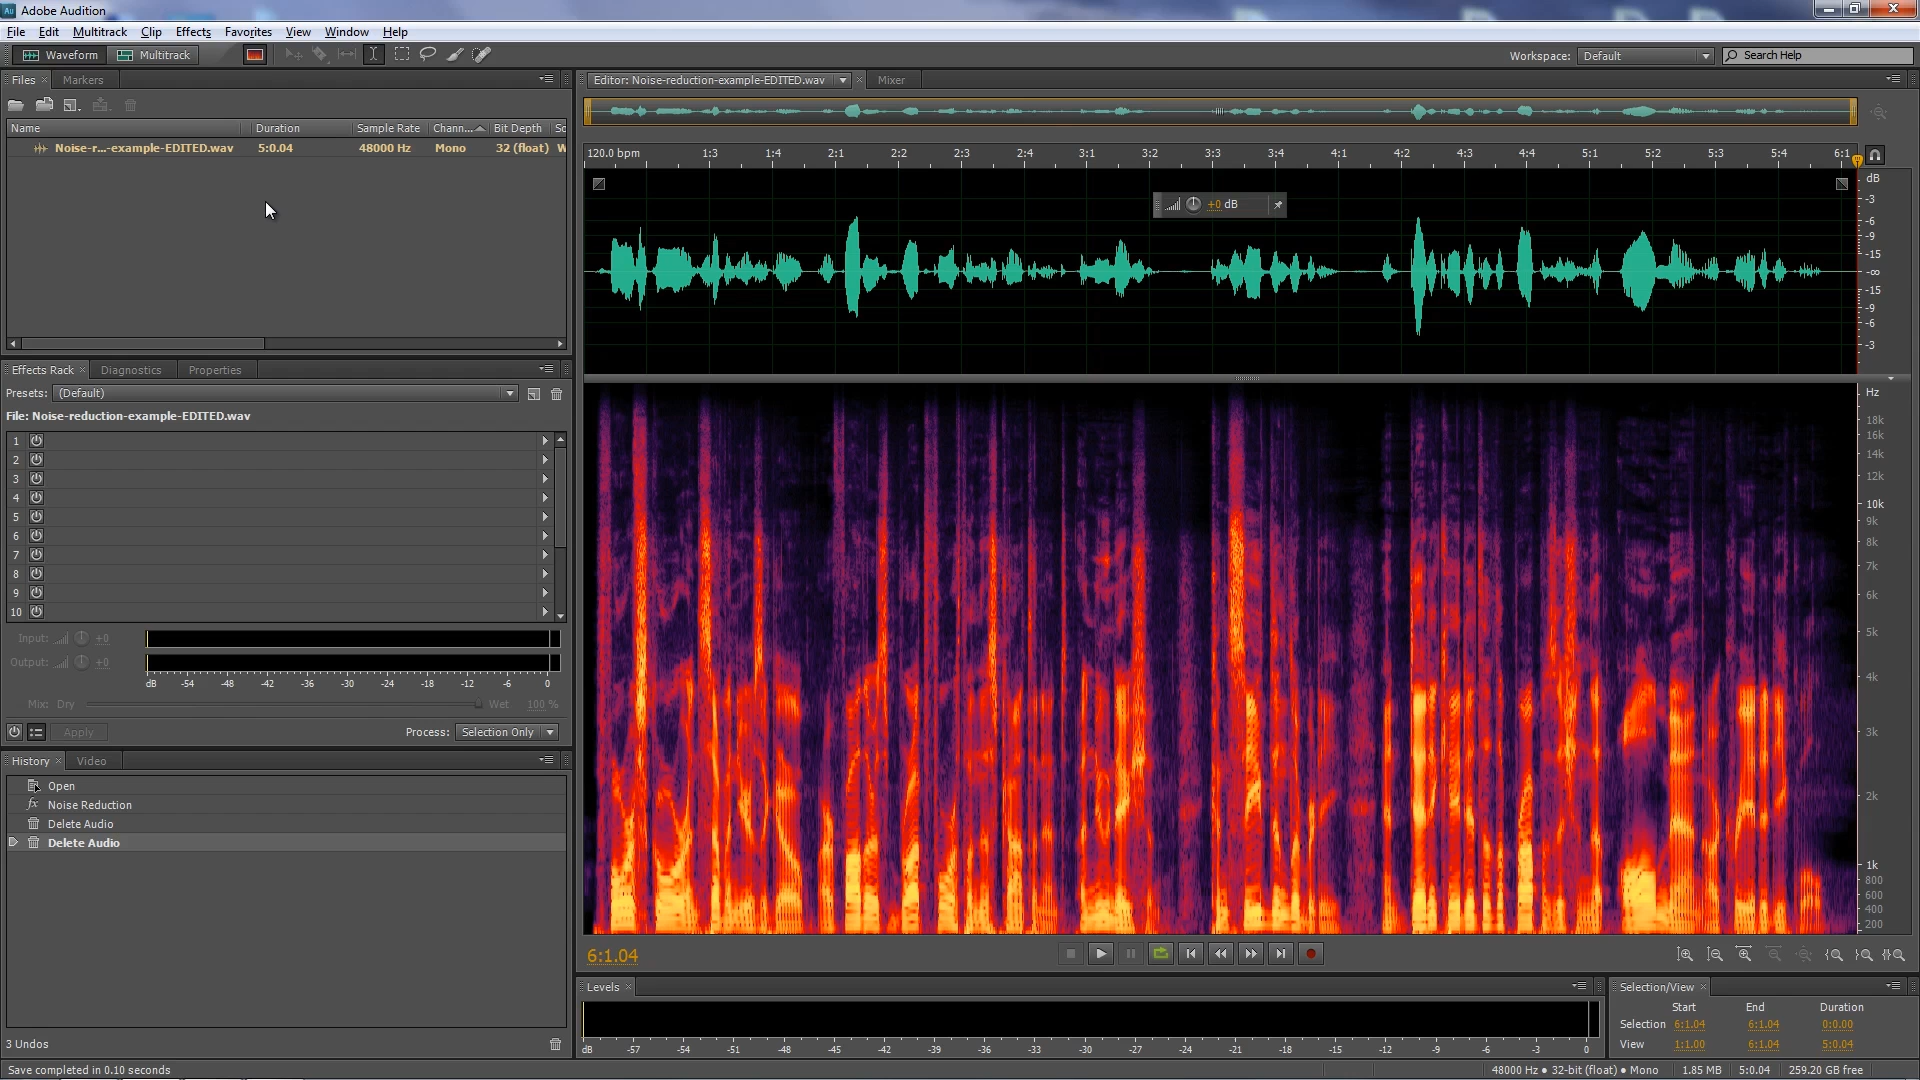 Adobe Audition
File Edit Multitrack Clip Effects Favorites View Window Help
Waveform Multitrack Workspace: Default Search Help
Files Markers
Name Duration Sample Rate Chann... Bit Depth Sc
Noise-r...-example-EDITED.wav 5:0.04 48000 Hz Mono 32 (float) W
Effects Rack Diagnostics Properties
Presets: (Default)
File: Noise-reduction-example-EDITED.wav
1
2
3
4
5
6
7
8
9
10
Input: +0
Output: +0
dB -54 -48 -42 -36 -30 -24 -18 -12 -6 0
Mix: Dry Wet 100 %
Apply Process: Selection Only
History Video
Open
fx Noise Reduction
Delete Audio
Delete Audio
3 Undos
Editor: Noise-reduction-example-EDITED.wav Mixer
120.0 bpm 1:3 1:4 2:1 2:2 2:3 2:4 3:1 3:2 3:3 3:4 4:1 4:2 4:3 4:4 5:1 5:2 5:3 5:4 6:1
+0 dB
dB
-3
-6
-9
-15
-∞
-15
-9
-6
-3
Hz
18k
16k
14k
12k
10k
9k
8k
7k
6k
5k
4k
3k
2k
1k
800
600
400
200
6:1.04
Levels
dB -57 -54 -51 -48 -45 -42 -39 -36 -33 -30 -27 -24 -21 -18 -15 -12 -9 -6 -3 0
Selection/View
Start End Duration
Selection 6:1.04 6:1.04 0:0.00
View 1:1.00 6:1.04 5:0.04
Save completed in 0.10 seconds
48000 Hz ● 32-bit (float) ● Mono 1.85 MB 5:0.04 259.20 GB free